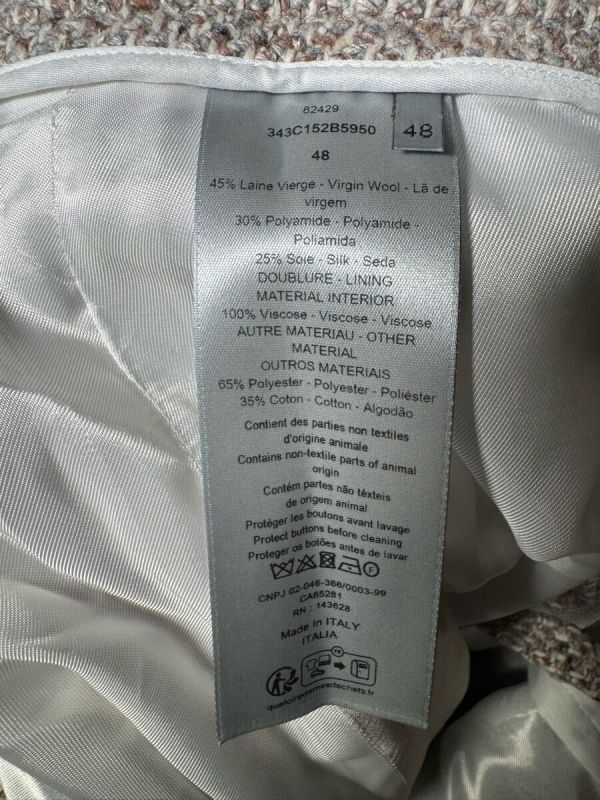 82429
343C152B5950
48
48
45% Laine Vierge - Virgin Wool - Lã de
virgem
30% Polyamide - Polyamide -
Poliamida
25% Soie - Silk - Seda
DOUBLURE - LINING
MATERIAL INTERIOR
100% Viscose - Viscose - Viscose
AUTRE MATERIAU - OTHER
MATERIAL
OUTROS MATERIAIS
65% Polyester - Polyester - Poliéster
35% Coton - Cotton - Algodão
Contient des parties non textiles
d'origine animale
Contains non-textile parts of animal
origin
Contém partes não têxteis
de origem animal
Protéger les boutons avant lavage
Protect buttons before cleaning
Proteger os botões antes de lavar
F
CNPJ 02-046-366/0003-99
CA65281
RN : 143628
Made In ITALY
ITALIA
FR
quefairedemesdechets.fr